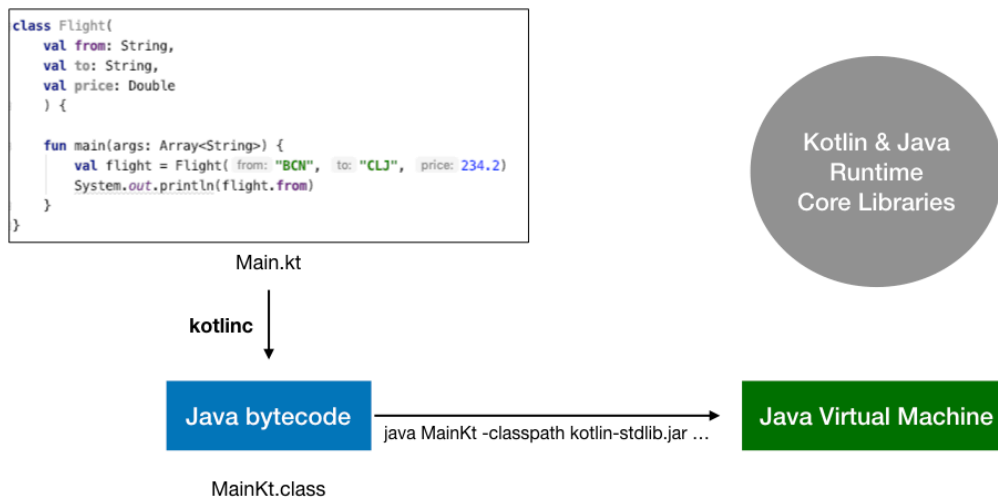 class Flight(
val from: String,
val to: String,
val price: Double
) {
fun main(args: Array<String>) {
val flight = Flight( from: "BCN", to: "CLJ", price: 234.2)
System.out.println(flight.from)
}
}
Main.kt
kotlinc
Kotlin & Java
Runtime
Core Libraries
Java bytecode
java MainKt -classpath kotlin-stdlib.jar ...
Java Virtual Machine
MainKt.class